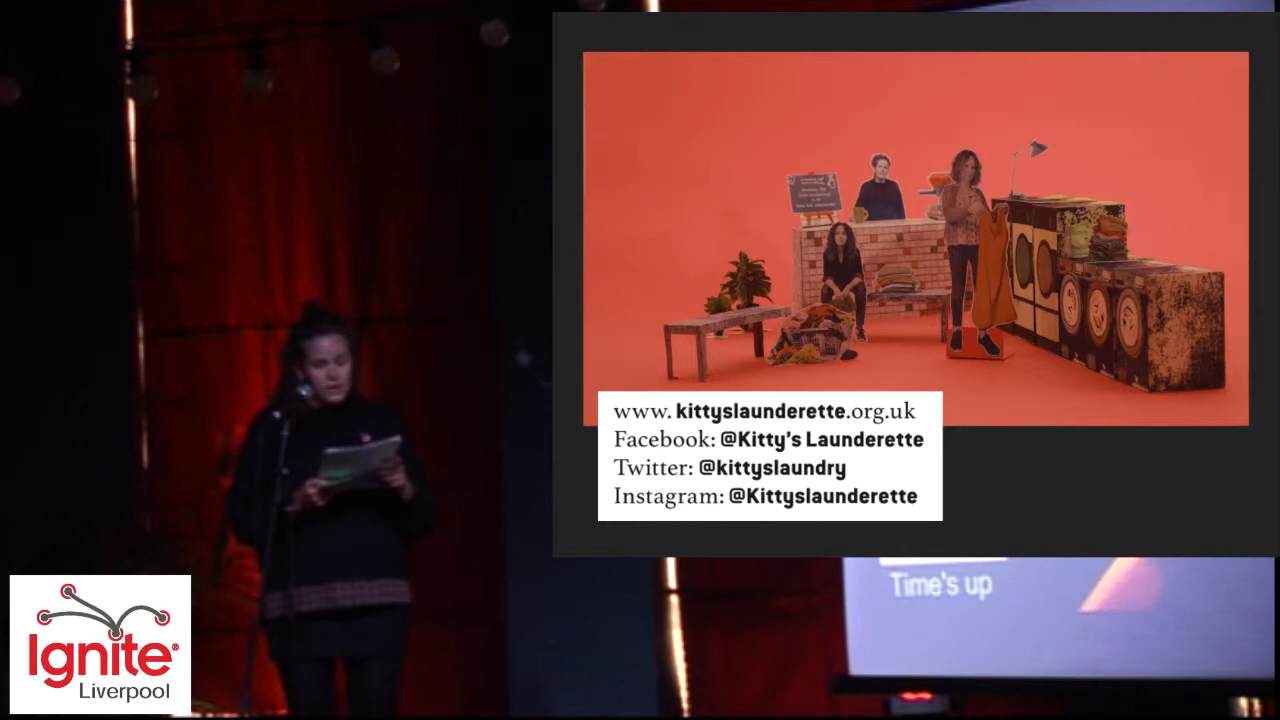 www. kittyslaunderette.org.uk
Facebook: @Kitty's Launderette
Twitter: @kittyslaundry
Instagram: @Kittyslaunderette
Time's up
Ignite®
Liverpool